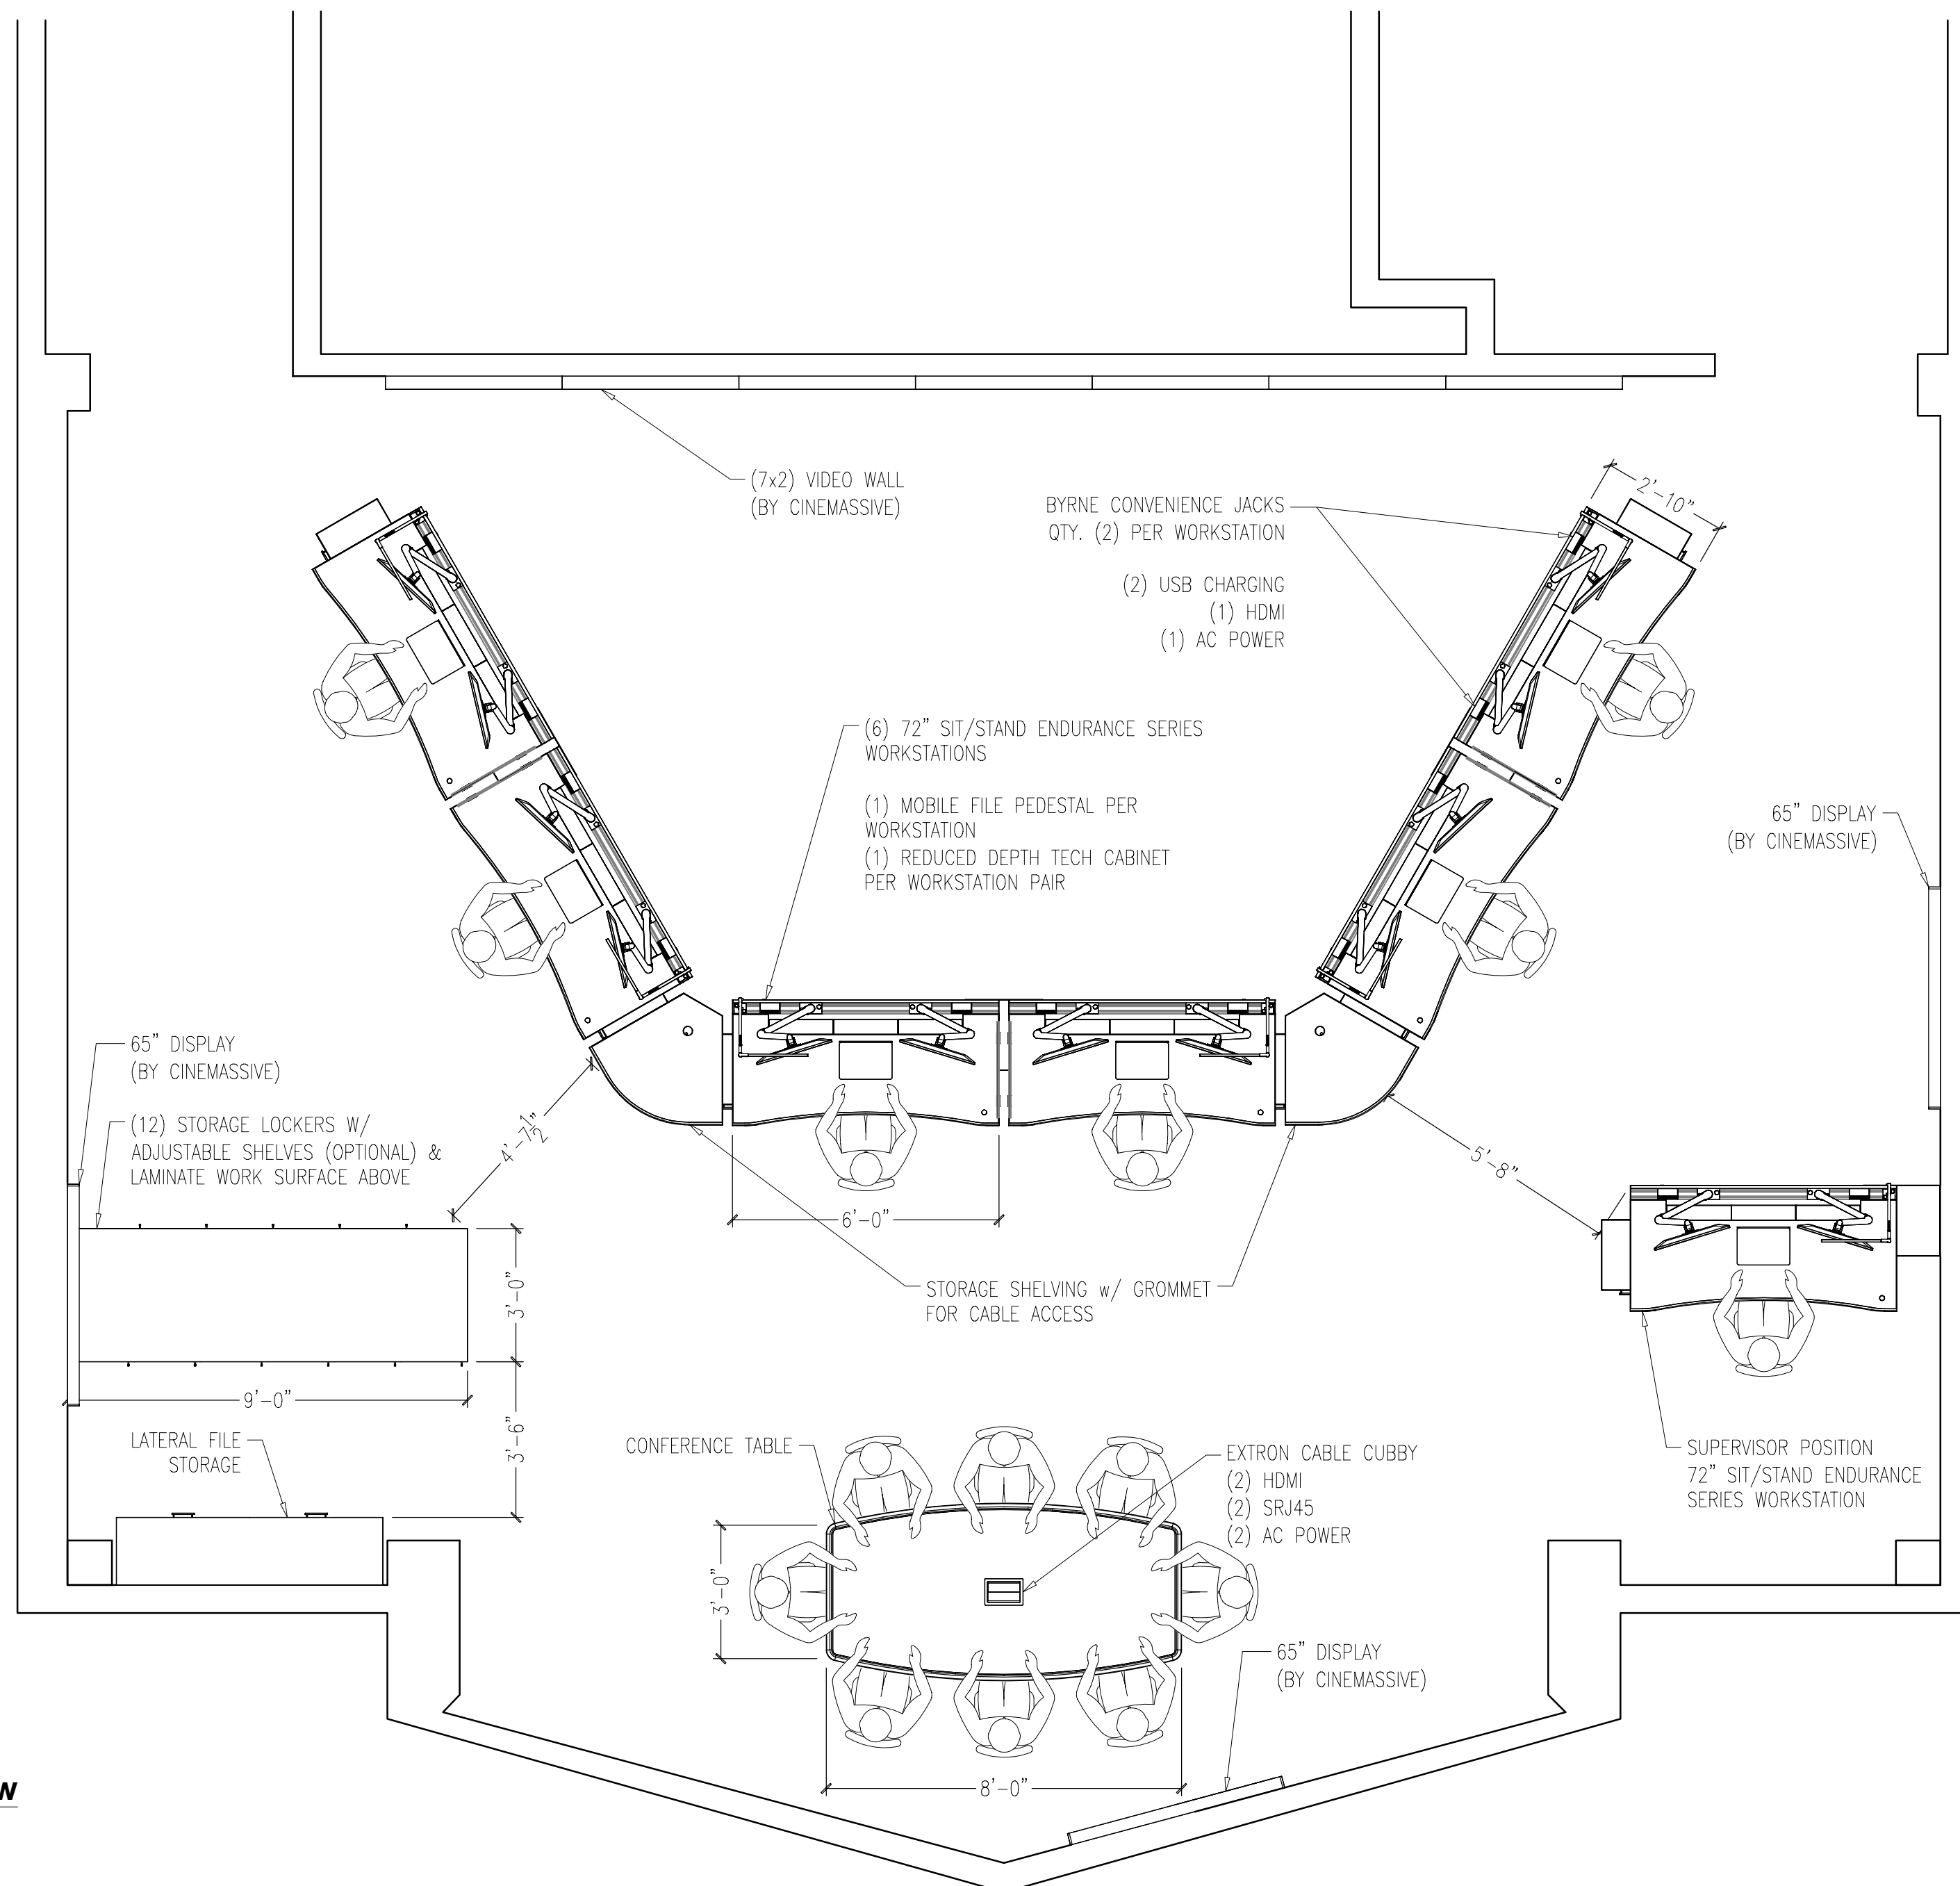 (7x2) VIDEO WALL
(BY CINEMASSIVE)
2'-10"
BYRNE CONVENIENCE JACKS
QTY. (2) PER WORKSTATION
(2) USB CHARGING
(1) HDMI
(1) AC POWER
(6) 72" SIT/STAND ENDURANCE SERIES
WORKSTATIONS
(1) MOBILE FILE PEDESTAL PER
WORKSTATION
(1) REDUCED DEPTH TECH CABINET
PER WORKSTATION PAIR
65" DISPLAY
(BY CINEMASSIVE)
65" DISPLAY
(BY CINEMASSIVE)
(12) STORAGE LOCKERS W/
ADJUSTABLE SHELVES (OPTIONAL) &
LAMINATE WORK SURFACE ABOVE
4'-7½"
5'-8"
6'-0"
STORAGE SHELVING w/ GROMMET
FOR CABLE ACCESS
3'-0"
9'-0"
3'-6"
LATERAL FILE
STORAGE
CONFERENCE TABLE
EXTRON CABLE CUBBY
(2) HDMI
(2) SRJ45
(2) AC POWER
SUPERVISOR POSITION
72" SIT/STAND ENDURANCE
SERIES WORKSTATION
3'-0"
65" DISPLAY
(BY CINEMASSIVE)
8'-0"